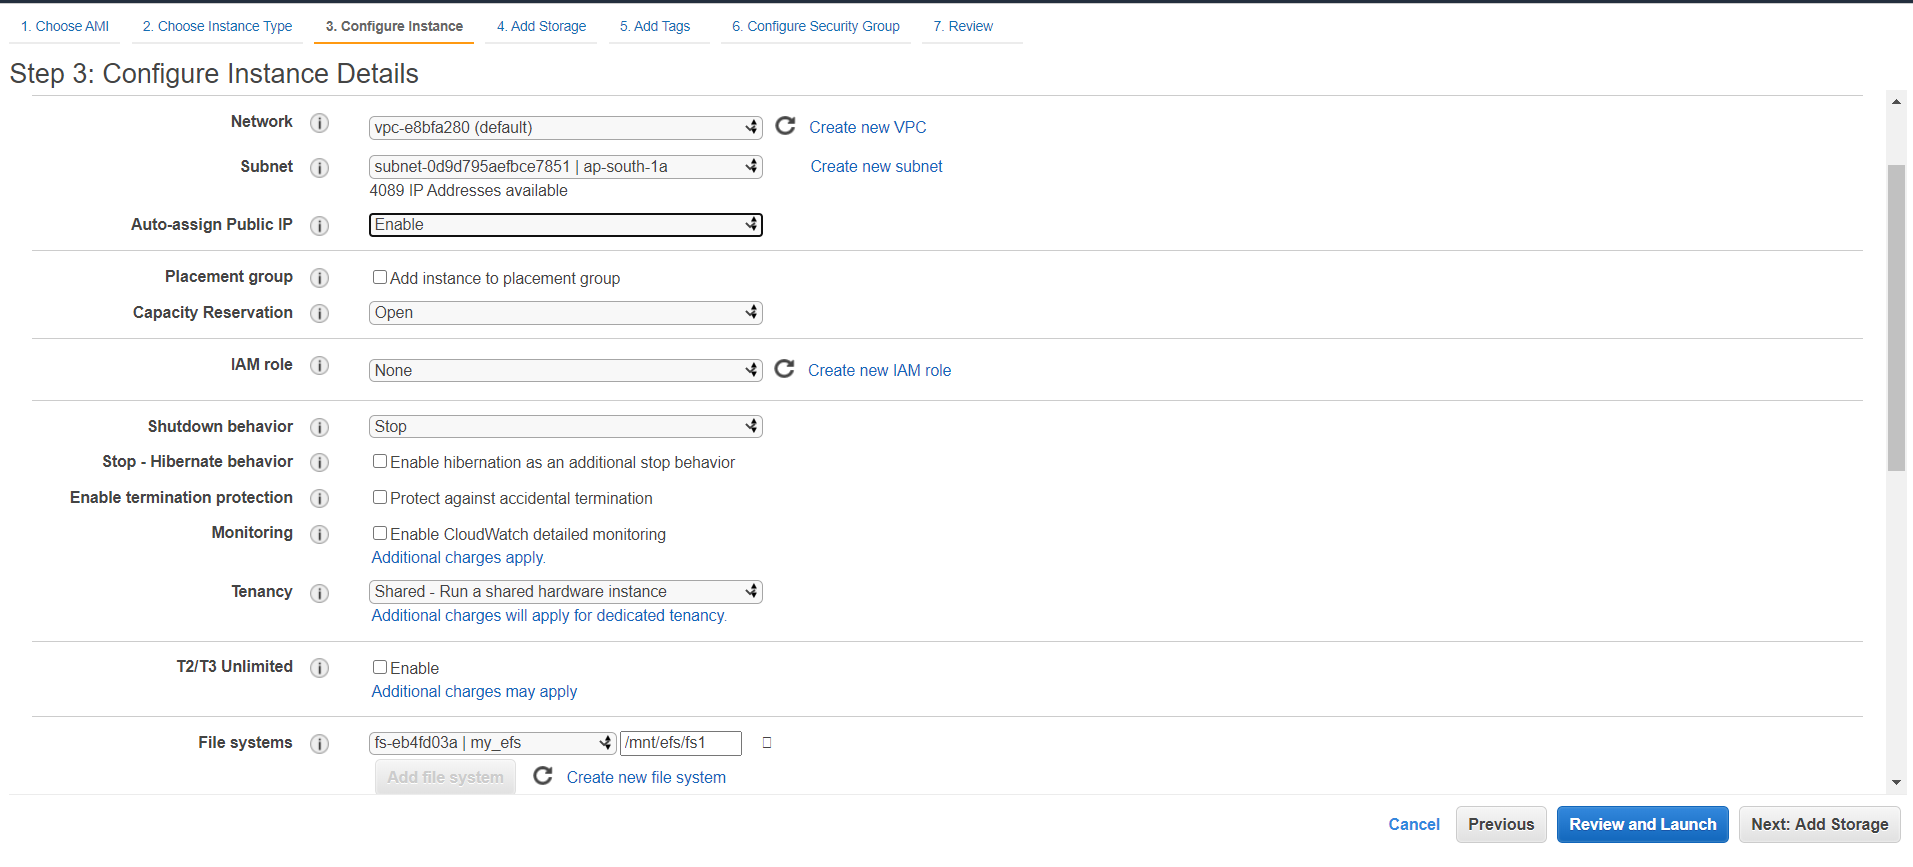 1. Choose AMI 2. Choose Instance Type 3. Configure Instance 4. Add Storage 5. Add Tags 6. Configure Security Group 7. Review
Step 3: Configure Instance Details
Network i vpc-e8bfa280 (default) Create new VPC
Subnet i subnet-0d9d795aefbce7851 | ap-south-1a Create new subnet
4089 IP Addresses available
Auto-assign Public IP i Enable
Placement group i Add instance to placement group
Capacity Reservation i Open
IAM role i None Create new IAM role
Shutdown behavior i Stop
Stop - Hibernate behavior i Enable hibernation as an additional stop behavior
Enable termination protection i Protect against accidental termination
Monitoring i Enable CloudWatch detailed monitoring
Additional charges apply.
Tenancy i Shared - Run a shared hardware instance
Additional charges will apply for dedicated tenancy.
T2/T3 Unlimited i Enable
Additional charges may apply
File systems i fs-eb4fd03a | my_efs /mnt/efs/fs1
Add file system Create new file system
Cancel Previous Review and Launch Next: Add Storage